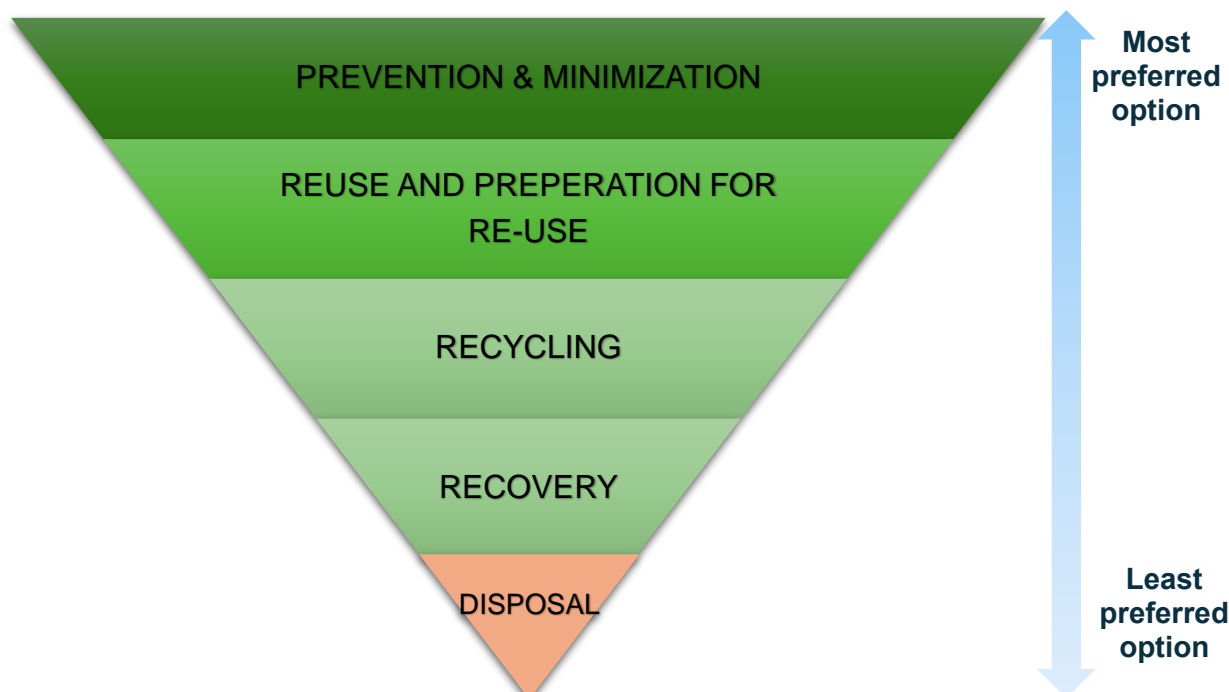 PREVENTION & MINIMIZATION
REUSE AND PREPERATION FOR
RE-USE
RECYCLING
RECOVERY
DISPOSAL
Most
preferred
option
Least
preferred
option